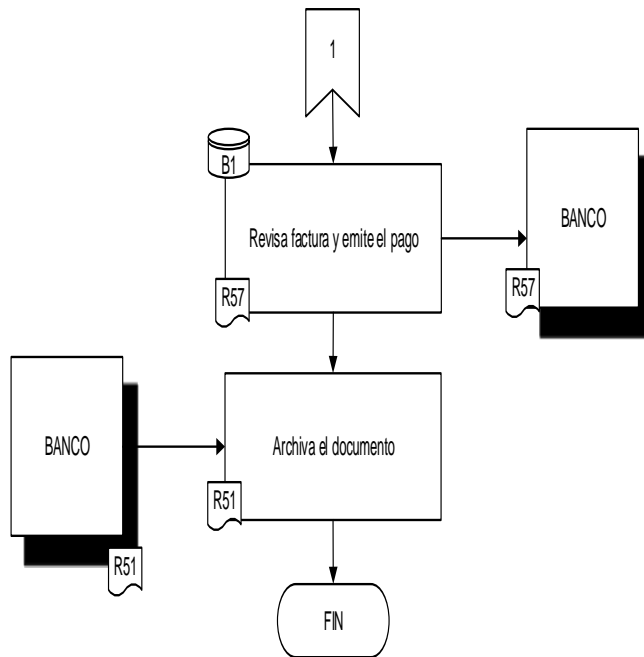 1
B1
Revisa factura y emite el pago
R57
BANCO
R57
BANCO
R51
Archiva el documento
R51
FIN